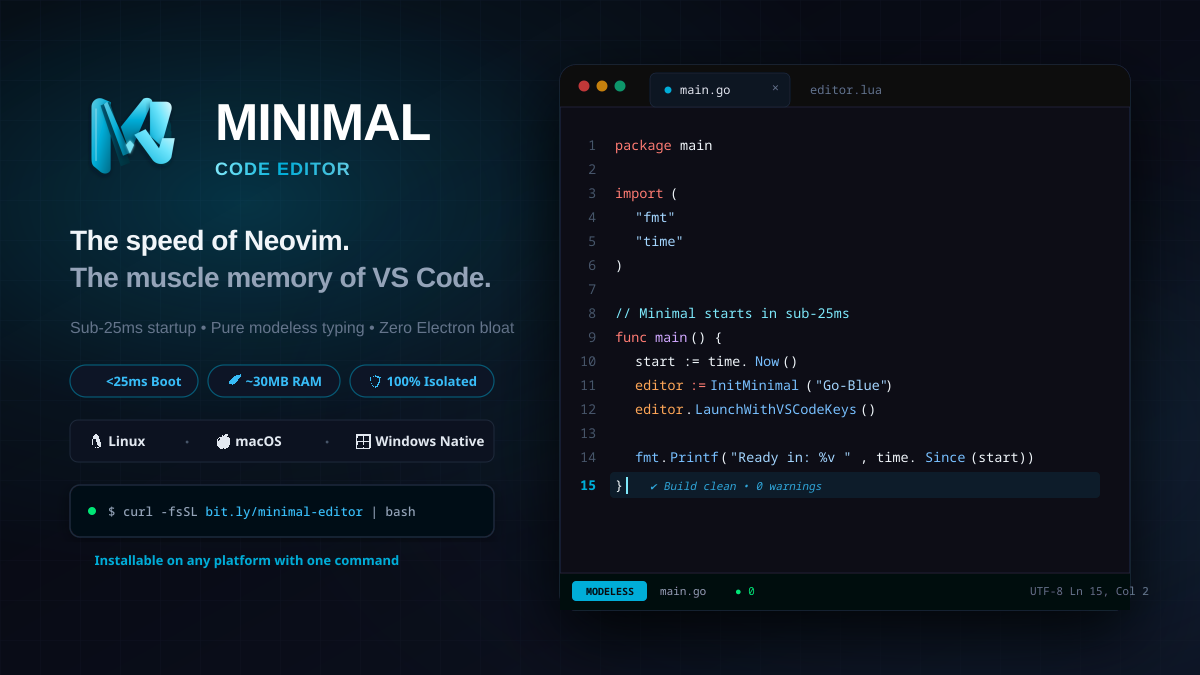 MINIMAL
CODE EDITOR
The speed of Neovim.
The muscle memory of VS Code.
Sub-25ms startup • Pure modeless typing • Zero Electron bloat
<25ms Boot
~30MB RAM
100% Isolated
Linux • macOS • Windows Native
$ curl -fsSL bit.ly/minimal-editor | bash
Installable on any platform with one command
main.go ×
editor.lua
1 package main
2
3 import (
4 "fmt"
5 "time"
6 )
7
8 // Minimal starts in sub-25ms
9 func main() {
10 start := time. Now()
11 editor := InitMinimal ("Go-Blue")
12 editor.LaunchWithVSCodeKeys()
13
14 fmt.Printf("Ready in: %v " , time. Since (start))
15 } ✔ Build clean • 0 warnings
MODELESS main.go ● 0 UTF-8 Ln 15, Col 2